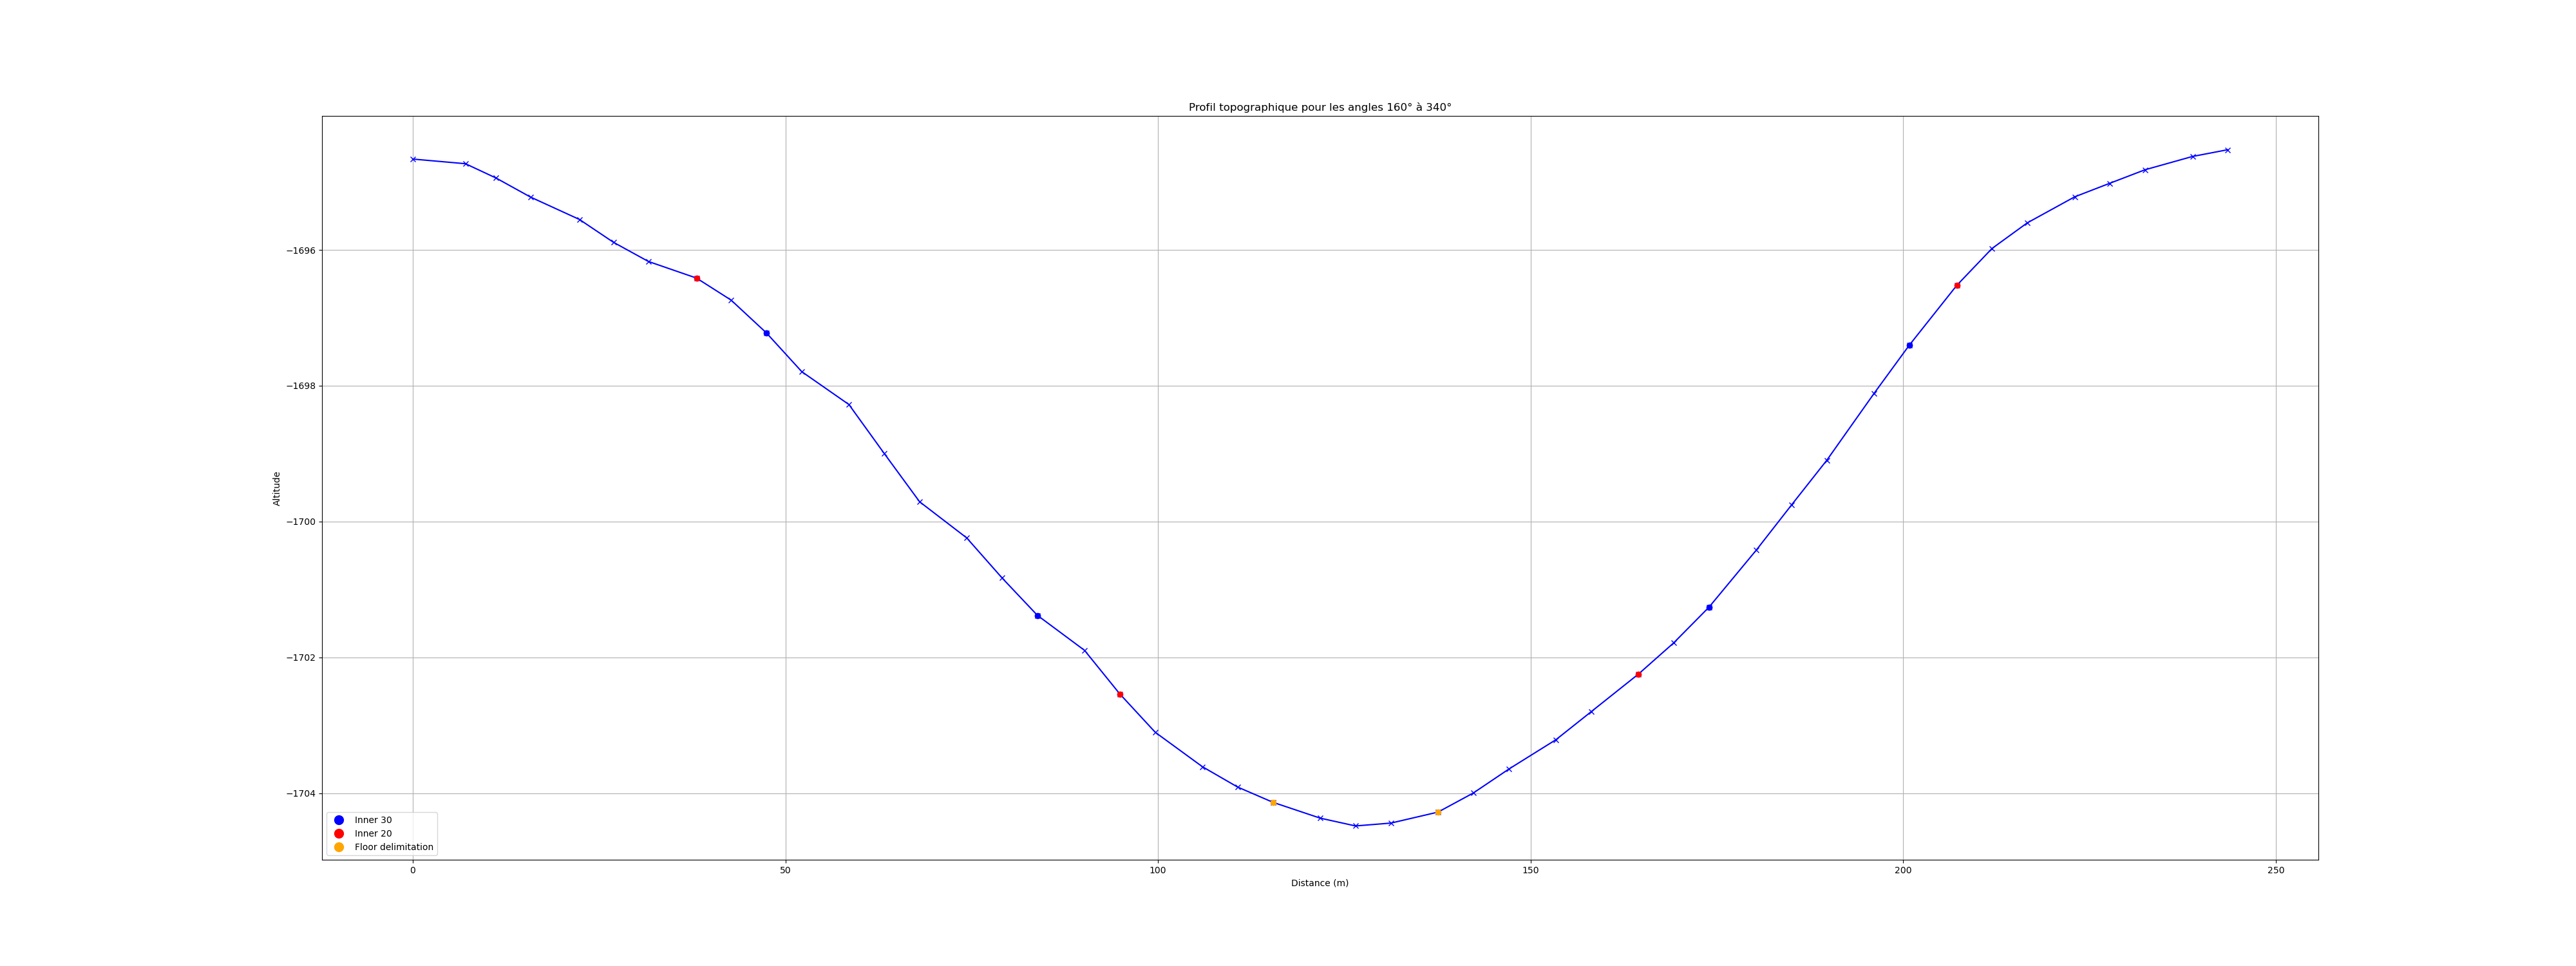 Profil topographique pour les angles 160° à 340°
Altitude
−1696
−1698
−1700
−1702
−1704
Inner 30
Inner 20
Floor delimitation
0 50 100 150 200 250
Distance (m)